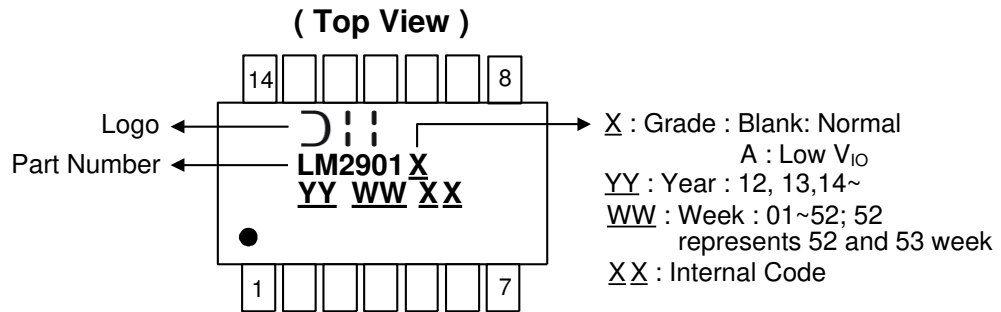 ( Top View )
14 8
Logo
Part Number
LM2901 X
YY WW X X
1 7
X : Grade : Blank: Normal
A : Low VIO
YY : Year : 12, 13,14~
WW : Week : 01~52; 52
represents 52 and 53 week
X X : Internal Code